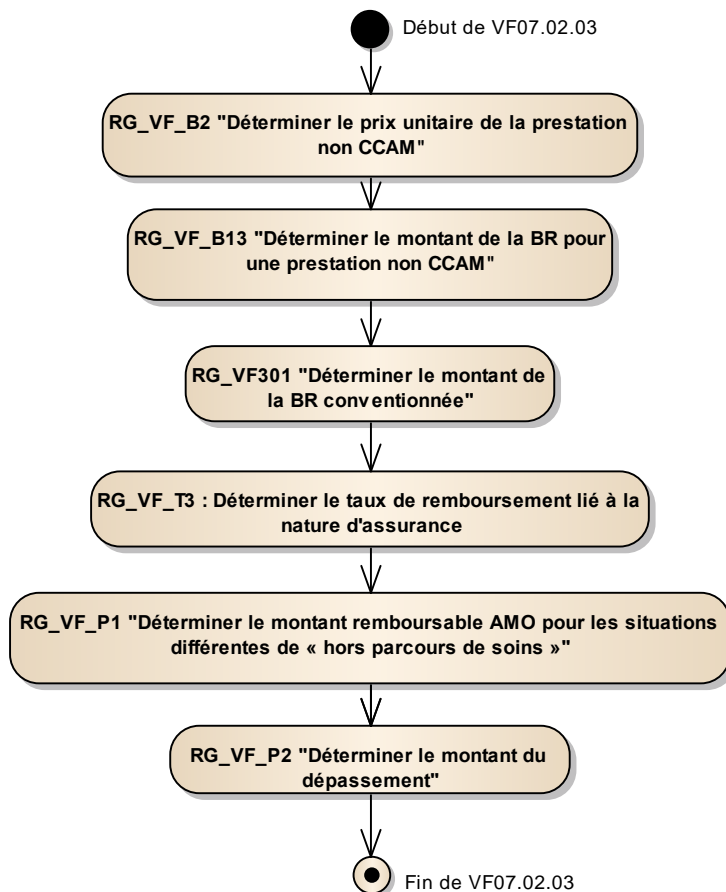 Début de VF07.02.03
RG_VF_B2 "Déterminer le prix unitaire de la prestation
non CCAM"
RG_VF_B13 "Déterminer le montant de la BR pour
une prestation non CCAM"
RG_VF301 "Déterminer le montant de
la BR conventionnée"
RG_VF_T3 : Déterminer le taux de remboursement lié à la
nature d'assurance
RG_VF_P1 "Déterminer le montant remboursable AMO pour les situations
différentes de « hors parcours de soins »"
RG_VF_P2 "Déterminer le montant du
dépassement"
Fin de VF07.02.03